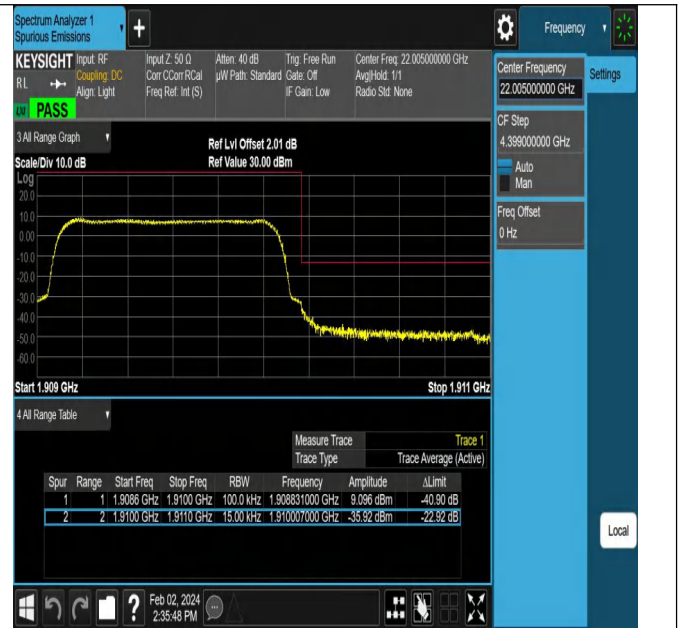 Spectrum Analyzer 1
Spurious Emissions
Frequency
KEYSIGHT Input: RF Input Z: 50 Ω Atten: 40 dB Trig: Free Run Center Freq: 22.005000000 GHz
RL Coupling: DC Corr CCorr RCal µW Path: Standard Gate: Off Avg|Hold: 1/1
Align: Light Freq Ref: Int (S) IF Gain: Low Radio Std: None
PASS
Center Frequency
22.005000000 GHz
Settings
CF Step
4.399000000 GHz
Auto
Man
Freq Offset
0 Hz
3 All Range Graph
Ref Lvl Offset 2.01 dB
Scale/Div 10.0 dB Ref Value 30.00 dBm
Log
20.0
10.0
0.00
-10.0
-20.0
-30.0
-40.0
-50.0
-60.0
Start 1.909 GHz Stop 1.911 GHz
4 All Range Table
Measure Trace Trace 1
Trace Type Trace Average (Active)
Spur Range Start Freq Stop Freq RBW Frequency Amplitude ΔLimit
1 1 1.9086 GHz 1.9100 GHz 100.0 kHz 1.908831000 GHz 9.096 dBm -40.90 dB
2 2 1.9100 GHz 1.9110 GHz 15.00 kHz 1.910007000 GHz -35.92 dBm -22.92 dB
Local
Feb 02, 2024
2:35:48 PM